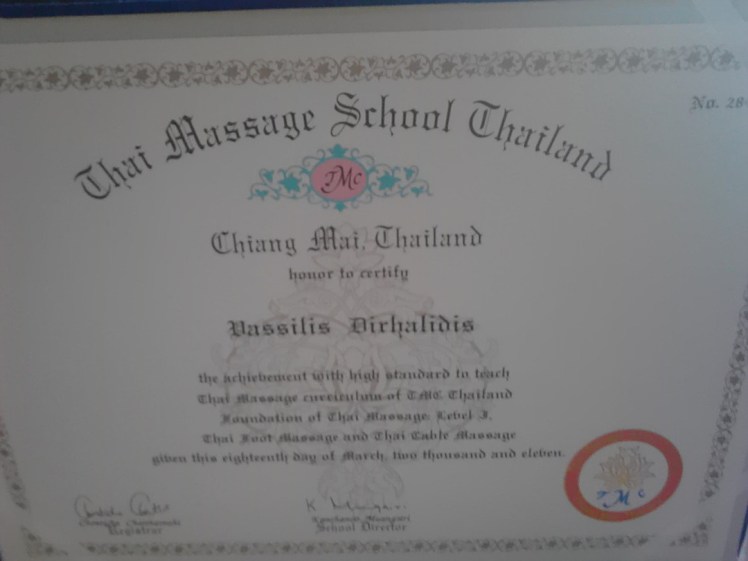 No. 28
Thai Massage School Thailand
TMC
Chiang Mai, Thailand
honor to certify
Vassilis Dirhalidis
the achievement with high standard to teach
Thai Massage curriculum of TMC Thailand
Foundation of Thai Massage Level I,
Thai Foot Massage and Thai Table Massage
given this eighteenth day of March, two thousand and eleven.
TMC
Registrar
School Director